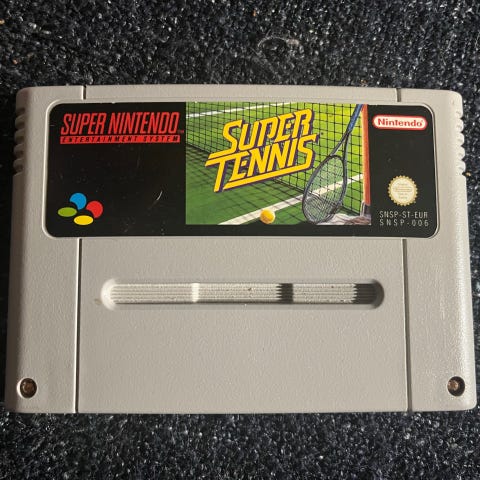 SUPER NINTENDO
ENTERTAINMENT SYSTEM
SUPER
TENNIS
Nintendo
SNSP-ST-EUR
SNSP-006